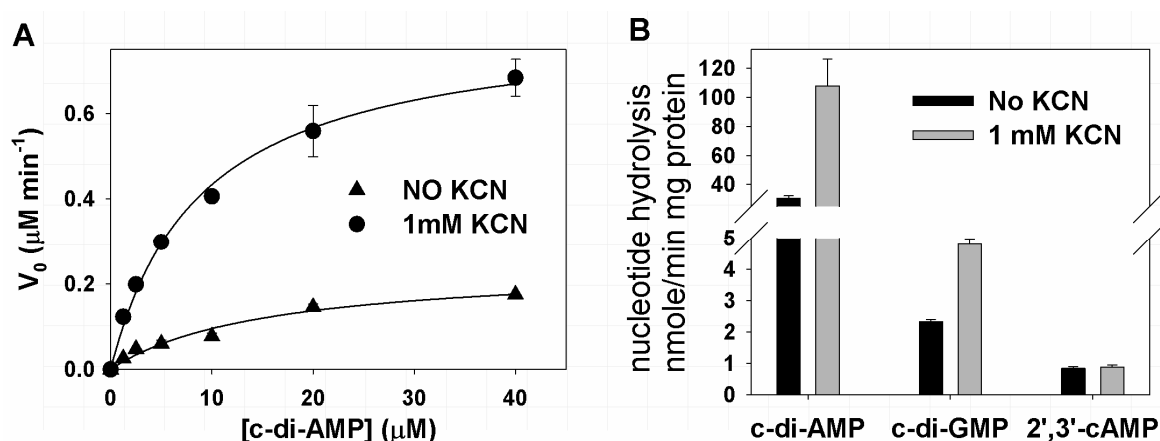 A
V₀ (µM min⁻¹)
0.6
0.4
0.2
0.0
NO KCN
1mM KCN
0 10 20 30 40
[c-di-AMP] (µM)
B
nucleotide hydrolysis
nmole/min mg protein
120
100
80
60
40
5
4
3
2
1
0
No KCN
1 mM KCN
c-di-AMP c-di-GMP 2',3'-cAMP